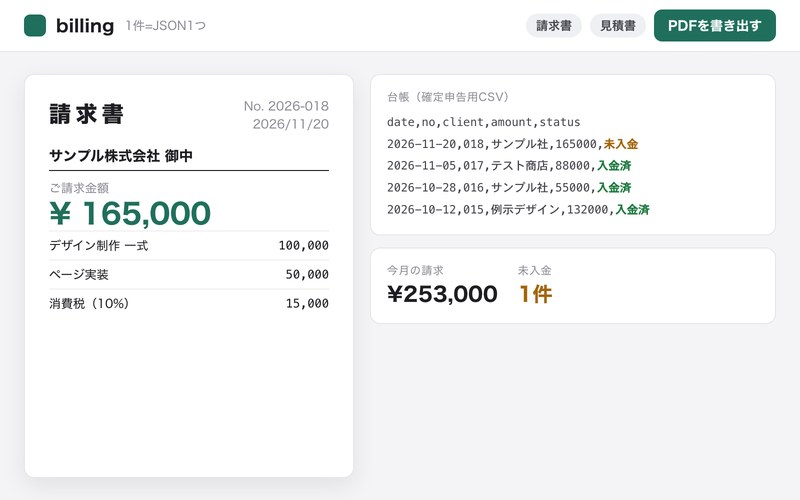 billing 1件=JSON1つ 請求書 見積書 PDFを書き出す
請求書
No. 2026-018
2026/11/20
サンプル株式会社 御中
ご請求金額
¥ 165,000
デザイン制作 一式 100,000
ページ実装 50,000
消費税（10%） 15,000
台帳（確定申告用CSV）
date,no,client,amount,status
2026-11-20,018,サンプル社,165000,未入金
2026-11-05,017,テスト商店,88000,入金済
2026-10-28,016,サンプル社,55000,入金済
2026-10-12,015,例示デザイン,132000,入金済
今月の請求 未入金
¥253,000 1件